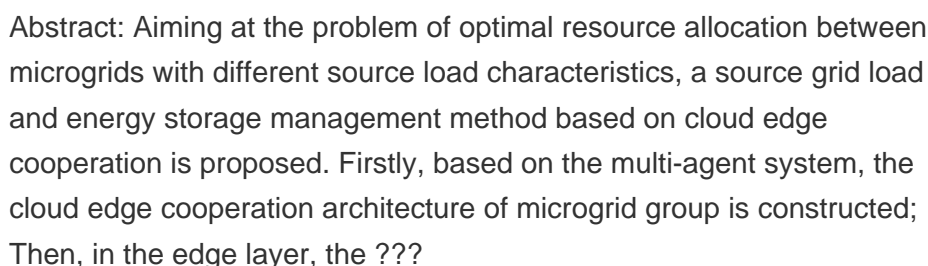 Abstract: Aiming at the problem of optimal resource allocation between
microgrids with different source load characteristics, a source grid load
and energy storage management method based on cloud edge
cooperation is proposed. Firstly, based on the multi-agent system, the
cloud edge cooperation architecture of microgrid group is constructed;
Then, in the edge layer, the ???